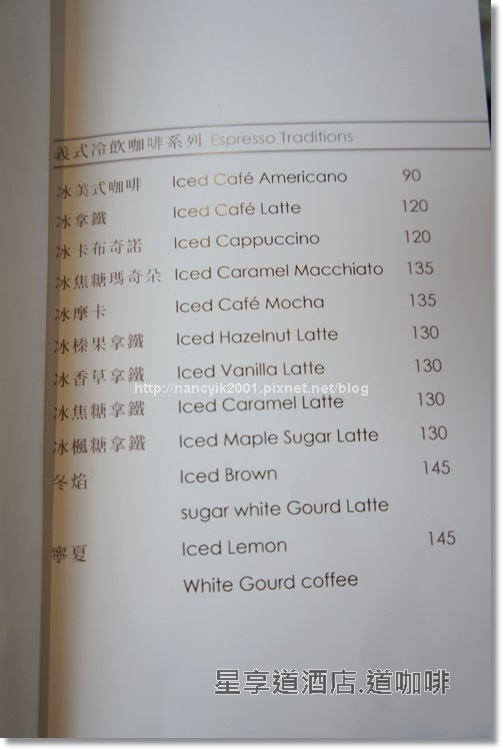 義式冷飲咖啡系列 Espresso Traditions
冰美式咖啡 Iced Café Americano 90
冰拿鐵 Iced Café Latte 120
冰卡布奇諾 Iced Cappuccino 120
冰焦糖瑪奇朵 Iced Caramel Macchiato 135
冰摩卡 Iced Café Mocha 135
冰榛果拿鐵 Iced Hazelnut Latte 130
冰香草拿鐵 Iced Vanilla Latte 130
http://nancyik2001.pixnet.net/blog
冰焦糖拿鐵 Iced Caramel Latte 130
冰楓糖拿鐵 Iced Maple Sugar Latte 130
冬焰 Iced Brown 145
sugar white Gourd Latte
寧夏 Iced Lemon 145
White Gourd coffee
星享道酒店.道咖啡